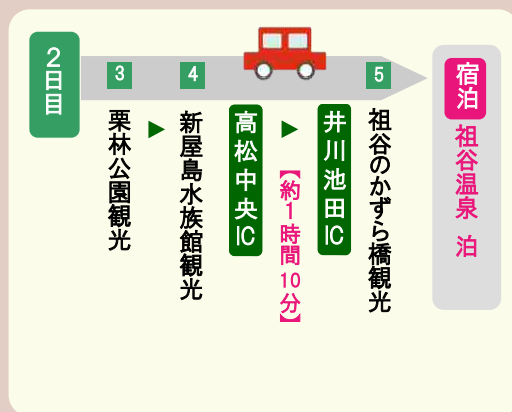 2日目
3
栗林公園観光
▶
4
新屋島水族館観光
高松中央IC
▶
【約1時間10分】
井川池田IC
5
祖谷のかずら橋観光
宿泊
祖谷温泉 泊